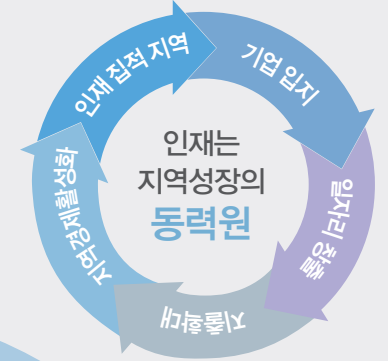 인재 집적 지역
기업 입지
일자리 창출
지출확대
지역경제활성화
인재는
지역성장의
동력원